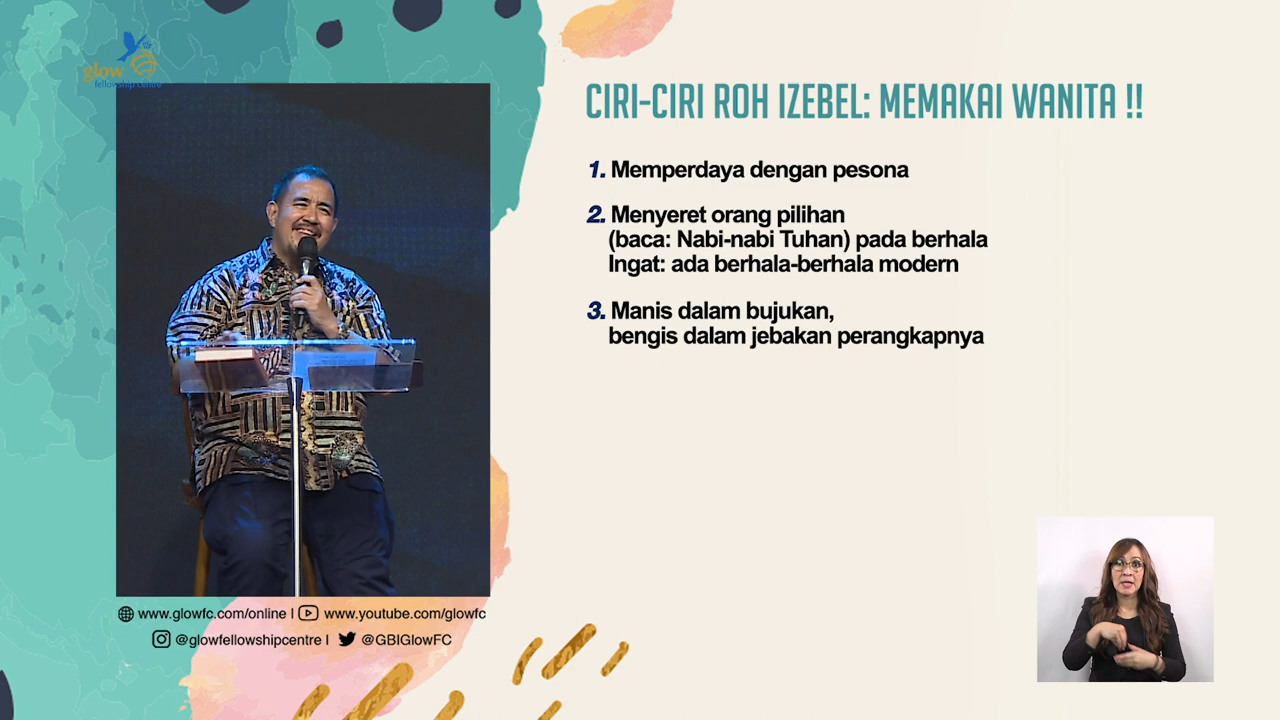 glow
fellowship centre
CIRI-CIRI ROH IZEBEL: MEMAKAI WANITA !!
1. Memperdaya dengan pesona
2. Menyeret orang pilihan
(baca: Nabi-nabi Tuhan) pada berhala
Ingat: ada berhala-berhala modern
3. Manis dalam bujukan,
bengis dalam jebakan perangkapnya
www.glowfc.com/online | www.youtube.com/glowfc
@glowfellowshipcentre | @GBIGlowFC